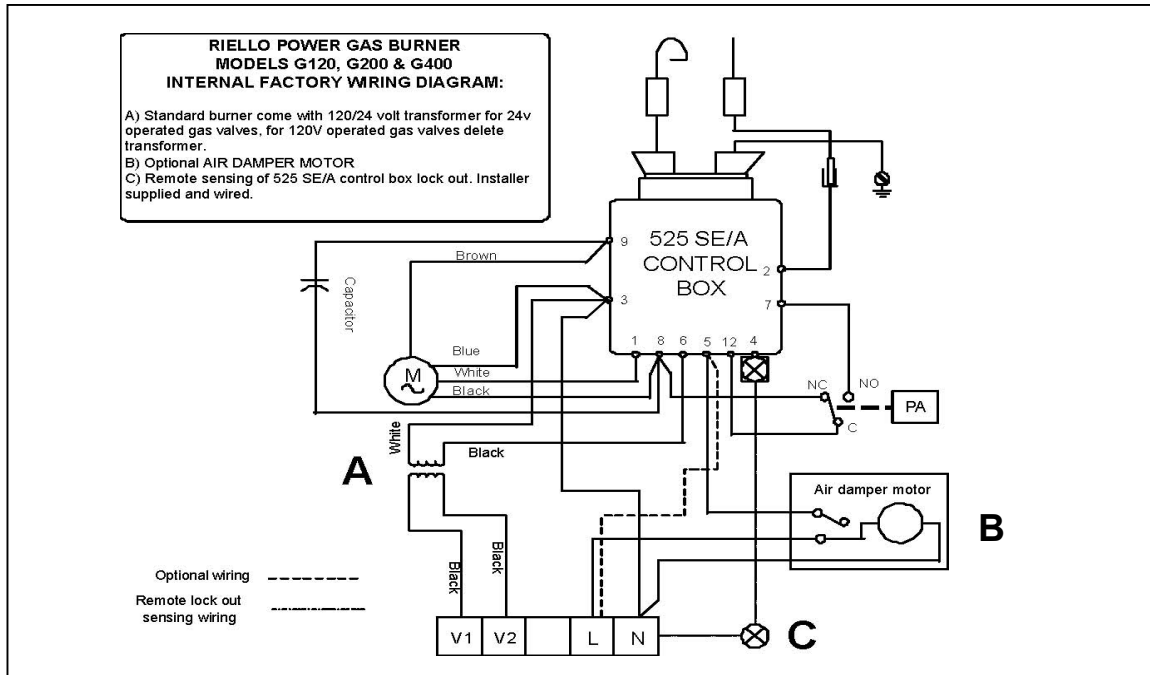 RIELLO POWER GAS BURNER
MODELS G120, G200 & G400
INTERNAL FACTORY WIRING DIAGRAM:
A) Standard burner come with 120/24 volt transformer for 24v
operated gas valves, for 120V operated gas valves delete
transformer.
B) Optional AIR DAMPER MOTOR
C) Remote sensing of 525 SE/A control box lock out. Installer
supplied and wired.
525 SE/A
CONTROL
BOX
9
3
2
7
1
8
6
5
12
4
Brown
Capacitor
Blue
White
Black
M
NC
NO
C
PA
White
Black
A
Air damper motor
B
Black
Black
Optional wiring
Remote lock out
sensing wiring
V1
V2
L
N
C